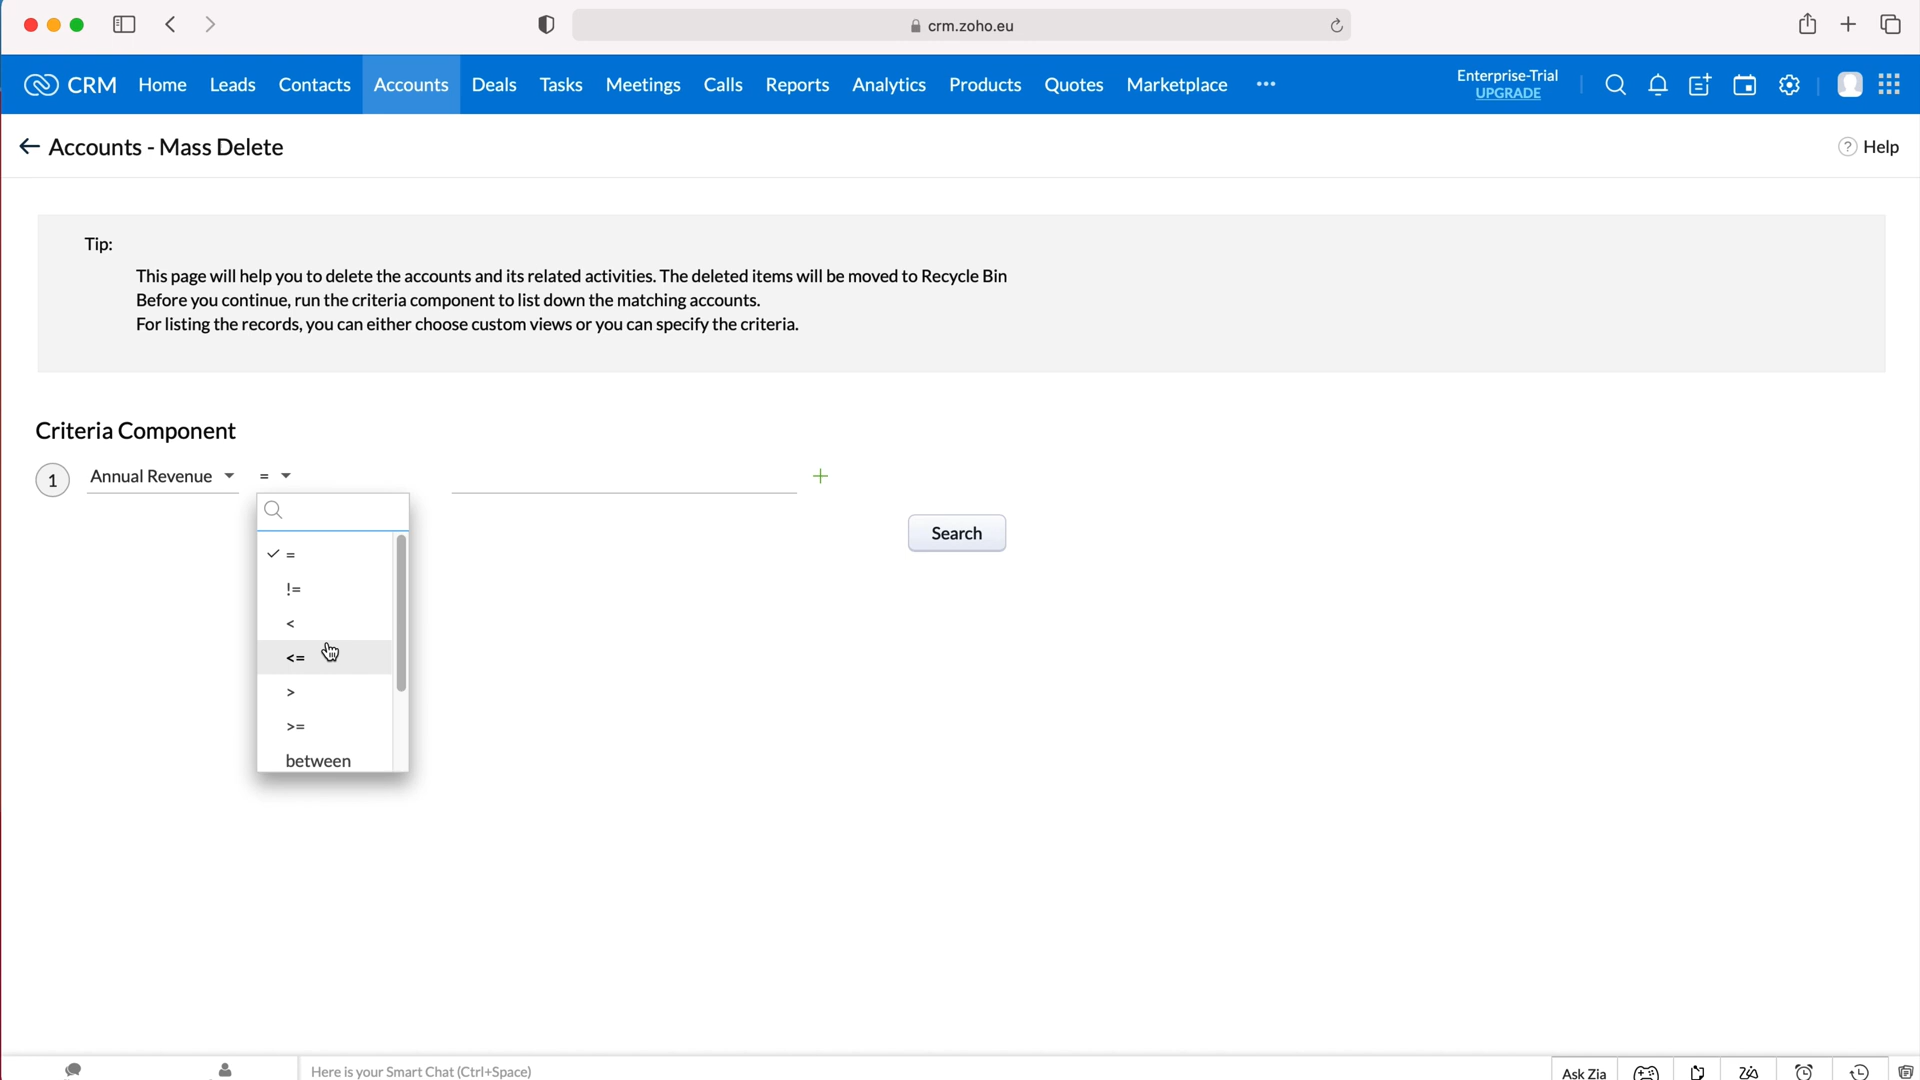 crm.zoho.eu
CRM Home Leads Contacts Accounts Deals Tasks Meetings Calls Reports Analytics Products Quotes Marketplace ···
Enterprise-Trial
UPGRADE
Accounts - Mass Delete
? Help
Tip:
This page will help you to delete the accounts and its related activities. The deleted items will be moved to Recycle Bin
Before you continue, run the criteria component to list down the matching accounts.
For listing the records, you can either choose custom views or you can specify the criteria.
Criteria Component
1 Annual Revenue =
Search
=
!=
<
<=
>
>=
between
Here is your Smart Chat (Ctrl+Space)
Ask Zia